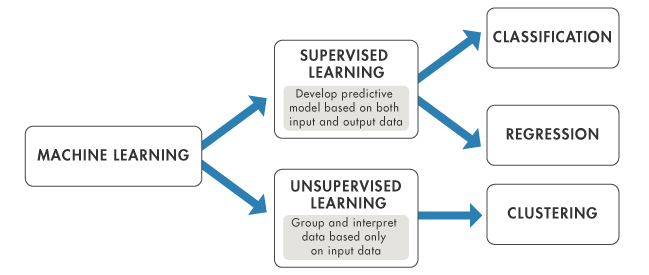 MACHINE LEARNING
SUPERVISED
LEARNING
Develop predictive
model based on both
input and output data
UNSUPERVISED
LEARNING
Group and interpret
data based only
on input data
CLASSIFICATION
REGRESSION
CLUSTERING